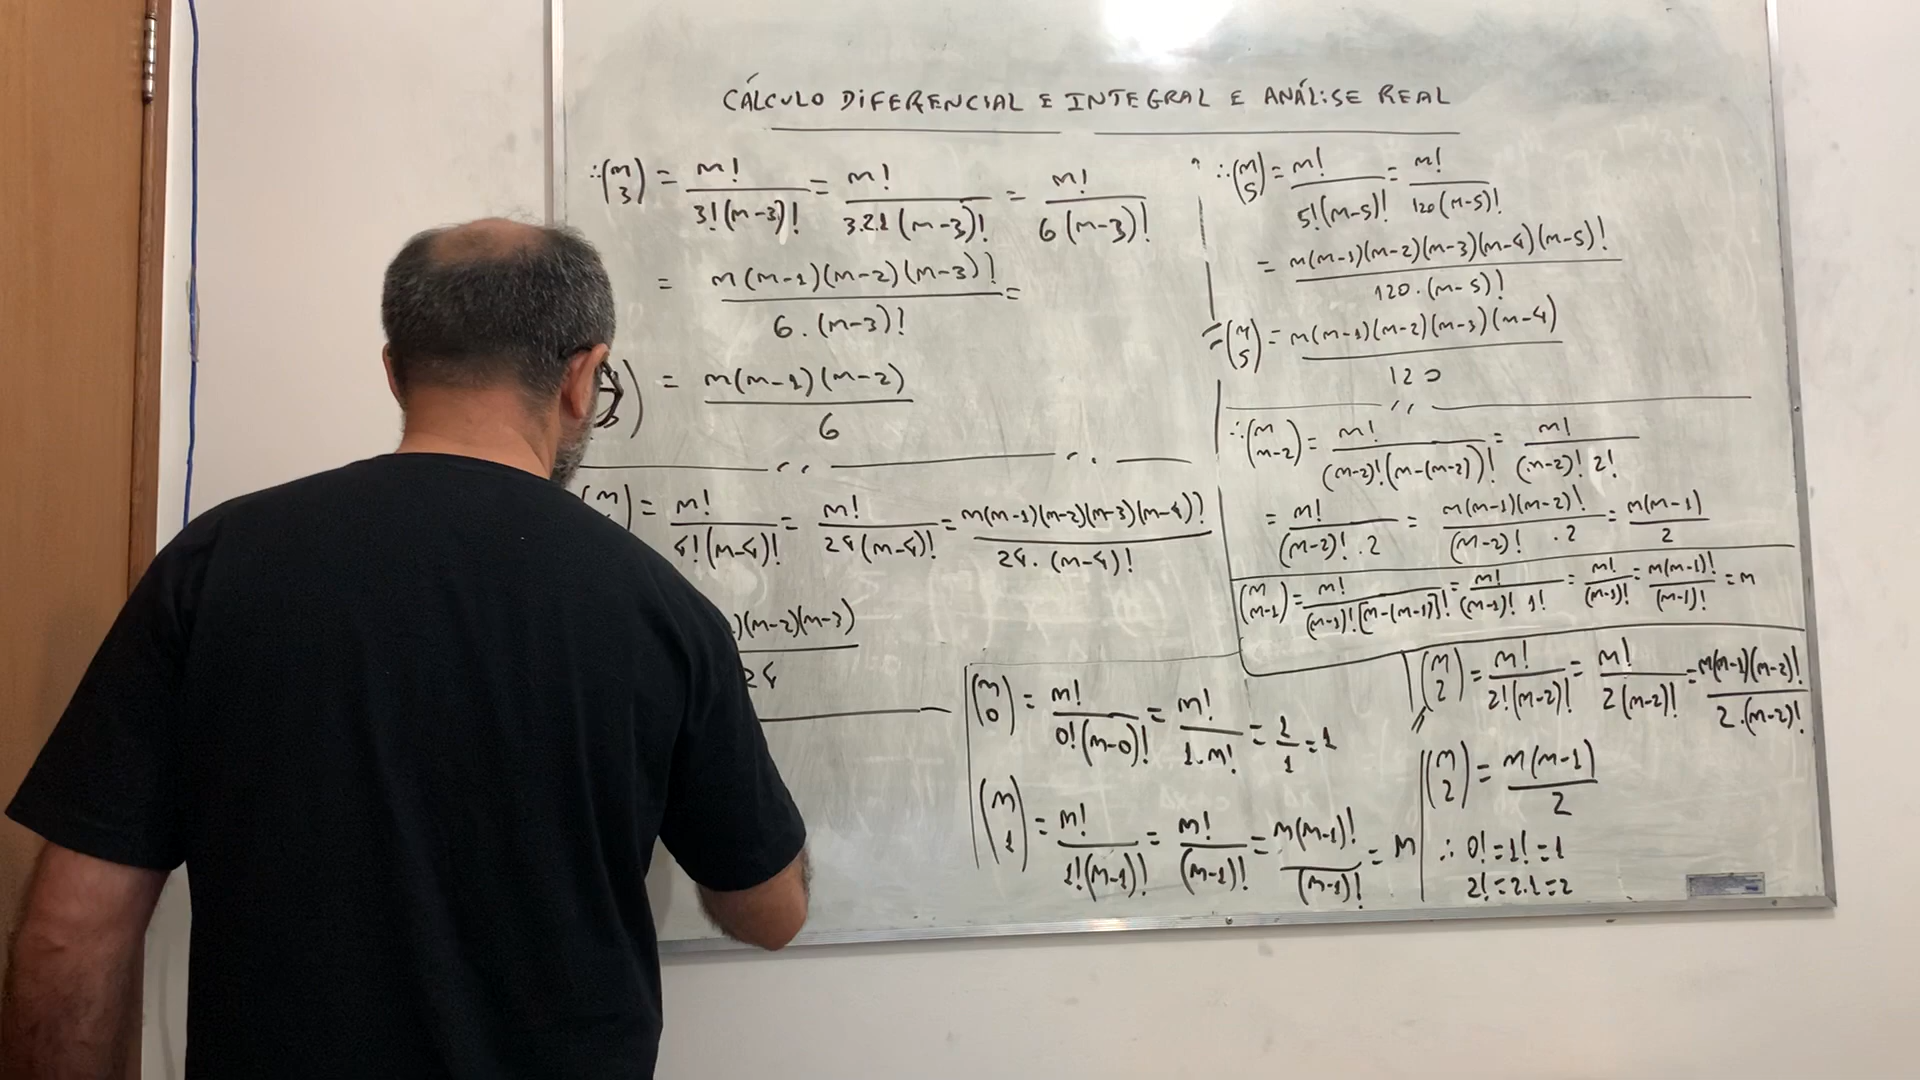 CÁLCULO DIFERENCIAL E INTEGRAL E ANÁLISE REAL
∴ (m 3) = m!/3!(m-3)! = m!/3.2.1(m-3)! = m!/6(m-3)!
= m(m-1)(m-2)(m-3)!/6.(m-3)! =
) = m(m-1)(m-2)/6
(m ) = m!/4!(m-4)! = m!/24(m-4)! = m(m-1)(m-2)(m-3)(m-4)!/24.(m-4)!
)(m-2)(m-3)/24
(m 0) = m!/0!(m-0)! = m!/1.m! = 1/1 = 1
(m 1) = m!/1!(m-1)! = m!/(m-1)! = m(m-1)!/(m-1)! = m
∴ (m 5) = m!/5!(m-5)! = m!/120(m-5)!
= m(m-1)(m-2)(m-3)(m-4)(m-5)!/120.(m-5)!
(m 5) = m(m-1)(m-2)(m-3)(m-4)/120
∴ (m m-2) = m!/(m-2)!(m-(m-2))! = m!/(m-2)! 2!
= m!/(m-2)!.2 = m(m-1)(m-2)!/(m-2)! .2 = m(m-1)/2
(m m-1) = m!/(m-1)![m-(m-1)]! = m!/(m-1)! 1! = m!/(m-1)! = m(m-1)!/(m-1)! = m
(m 2) = m!/2!(m-2)! = m!/2(m-2)! = m(m-1)(m-2)!/2.(m-2)!
(m 2) = m(m-1)/2
∴ 0! = 1! = 1
2! = 2.1 = 2